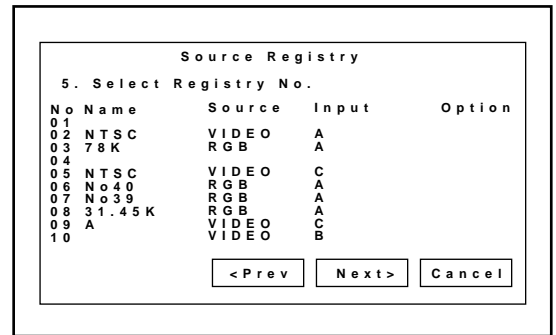 Source Registry
5. Select Registry No.
No Name Source Input Option
01
02 NTSC VIDEO A
03 78K RGB A
04
05 NTSC VIDEO C
06 No40 RGB A
07 No39 RGB A
08 31.45K RGB A
09 A VIDEO C
10 VIDEO B
<Prev Next> Cancel